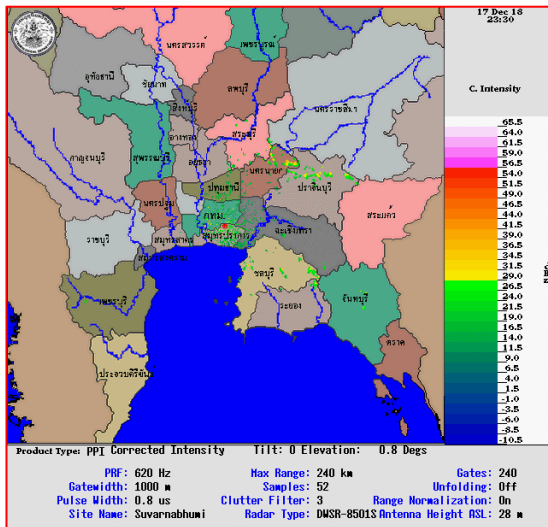 17 Dec 18
23:30
C. Intensity
นครสวรรค์
เพชรบูรณ์
อุทัยธานี
ชัยนาท
ลพบุรี
สิงห์บุรี
นครราชสีมา
อ่างทอง
สระบุรี
กาญจนบุรี
สุพรรณบุรี
อยุธยา
นครนายก
ปทุมธานี
ปราจีนบุรี
นครปฐม
กทม.
สระแก้ว
ฉะเชิงเทรา
ราชบุรี
สมุทรสาคร
สมุทรปราการ
ชลบุรี
เพชรบุรี
ระยอง
จันทบุรี
ตราด
ประจวบคีรีขันธ์
65.5
64.0
61.5
59.0
56.5
54.0
51.5
49.0
46.5
44.0
41.5
39.0
36.5
34.0
31.5
29.0
26.5
24.0
21.5
19.0
16.5
14.0
11.5
9.0
6.5
4.0
1.5
-1.0
-3.5
-6.0
-8.5
-10.5
Product Type: PPI Corrected Intensity Tilt: 0 Elevation: 0.8 Degs
PRF: 620 Hz Max Range: 240 km Gates: 240
Gatewidth: 1000 m Samples: 52 Unfolding: Off
Pulse Width: 0.8 us Clutter Filter: 3 Range Normalization: On
Site Name: Suvarnabhumi Radar Type: DWSR-8501S Antenna Height ASL: 28 m